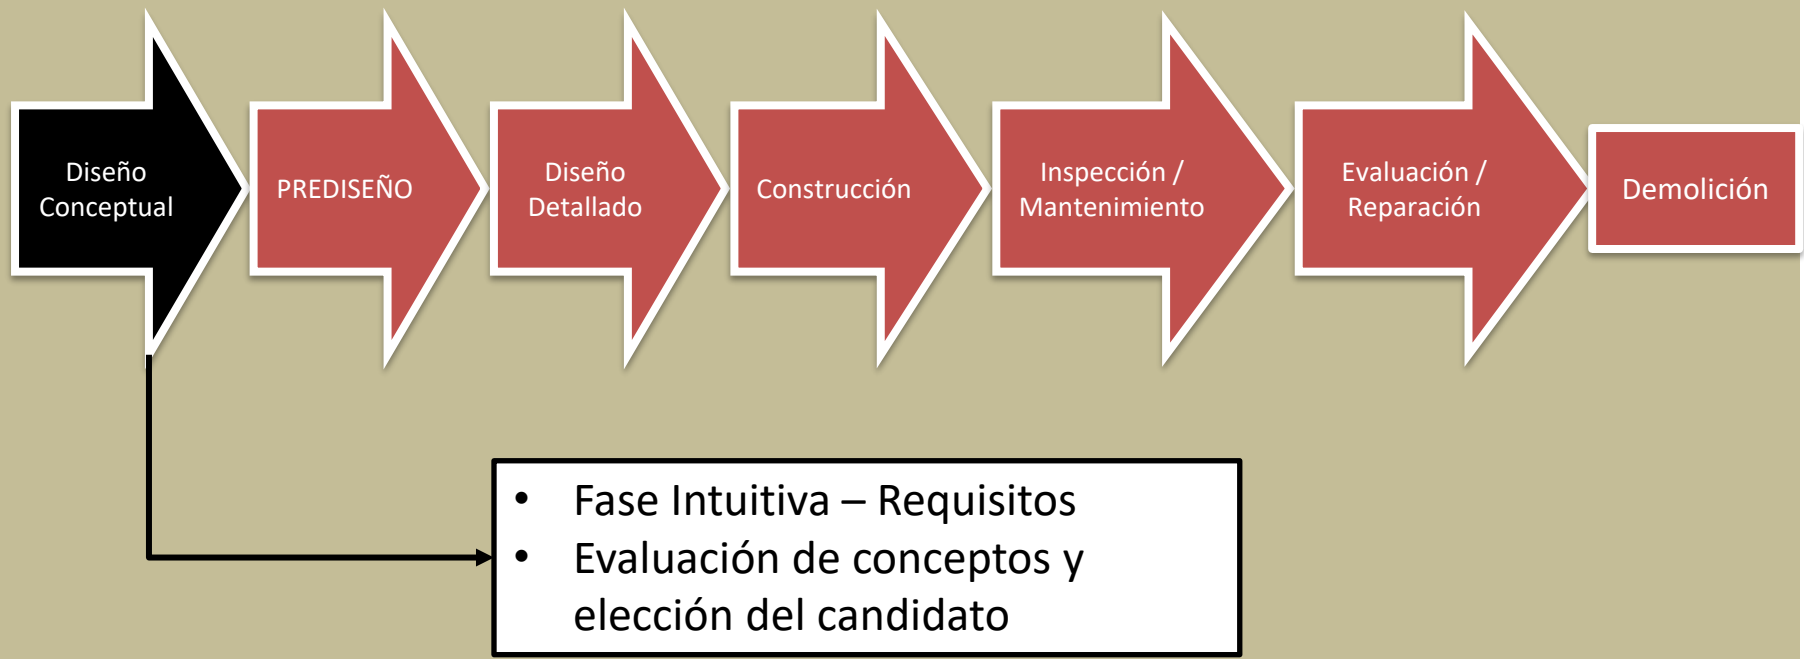 Diseño
Conceptual
PREDISEÑO
Diseño
Detallado
Construcción
Inspección /
Mantenimiento
Evaluación /
Reparación
Demolición
• Fase Intuitiva – Requisitos
• Evaluación de conceptos y
elección del candidato